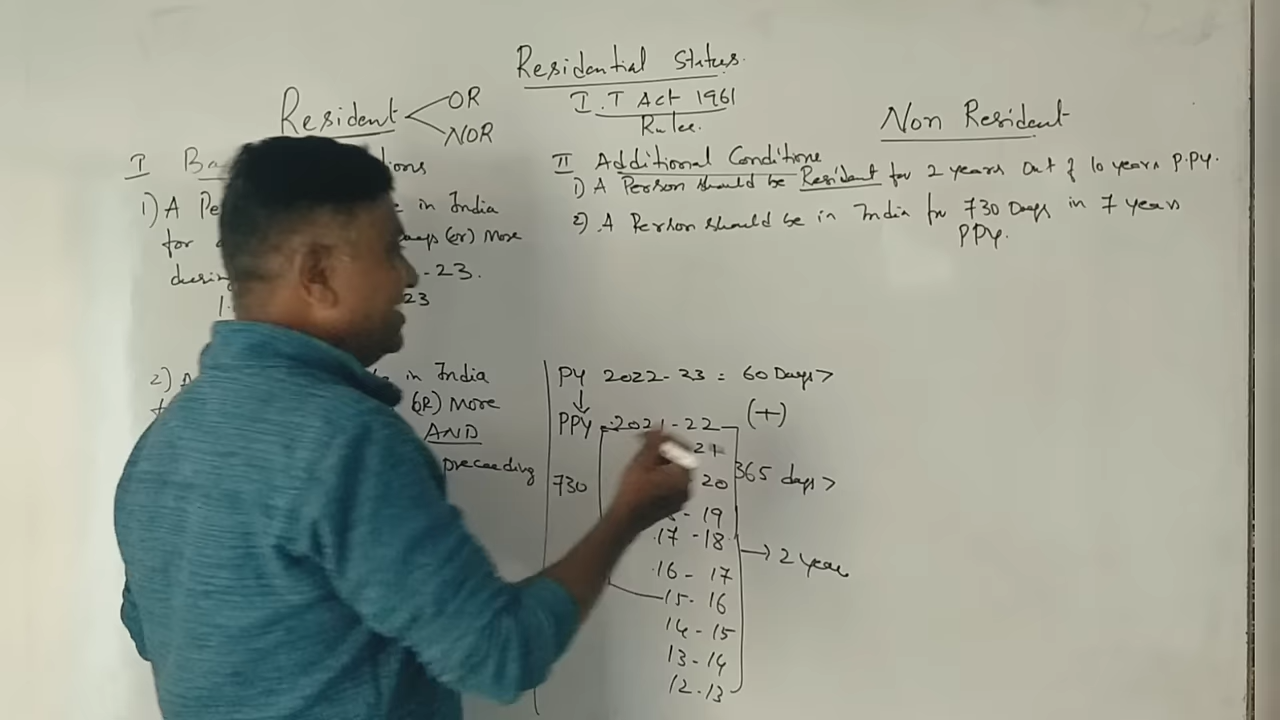 Residential Status.
I.T Act 1961
Rules.
Resident
OR
NOR
Non Resident
I
1) A in India
for (or) More
during -23.
23
2) in India
(OR) More
AND
preceeding
II Additional Conditions
1) A Person should be Resident for 2 years Out of 10 years P.PY.
2) A Person should be in India for 730 Days in 7 years
PPY.
PY 2022-23 = 60 Days >
(+)
PPY 2021-22
21
730 20 365 days >
- 19
17 - 18
→ 2 year
16 - 17
15 - 16
14 - 15
13 - 14
12 - 13